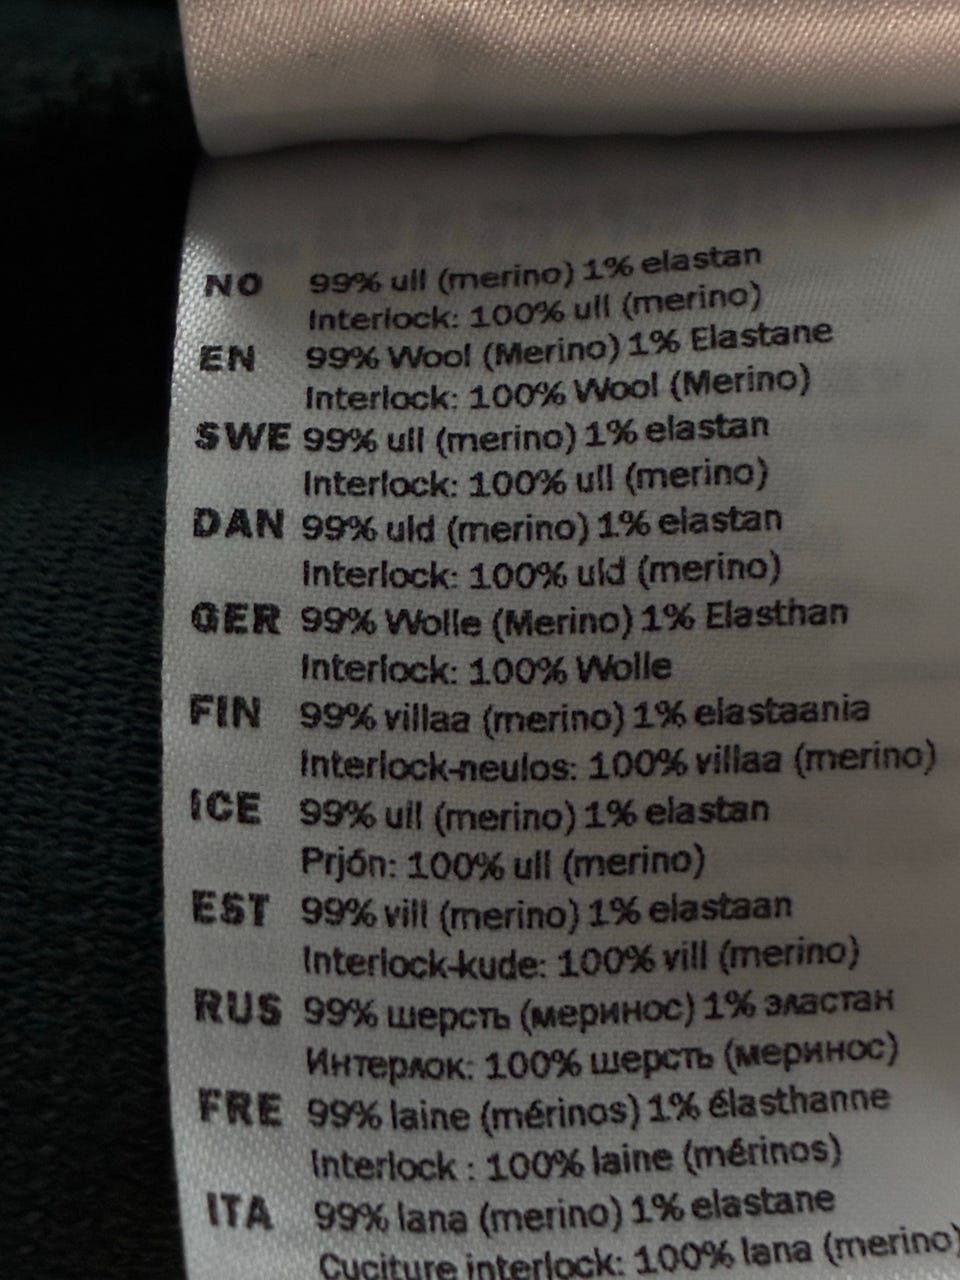 NO 99% ull (merino) 1% elastan
Interlock: 100% ull (merino)
EN 99% Wool (Merino) 1% Elastane
Interlock: 100% Wool (Merino)
SWE 99% ull (merino) 1% elastan
Interlock: 100% ull (merino)
DAN 99% uld (merino) 1% elastan
Interlock: 100% uld (merino)
GER 99% Wolle (Merino) 1% Elasthan
Interlock: 100% Wolle
FIN 99% villaa (merino) 1% elastaania
Interlock-neulos: 100% villaa (merino)
ICE 99% ull (merino) 1% elastan
Prjón: 100% ull (merino)
EST 99% vill (merino) 1% elastaan
Interlock-kude: 100% vill (merino)
RUS 99% шерсть (меринос) 1% эластан
Интерлок: 100% шерсть (меринос)
FRE 99% laine (mérinos) 1% élasthanne
Interlock : 100% laine (mérinos)
ITA 99% lana (merino) 1% elastane
Cuciture interlock: 100% lana (merino)